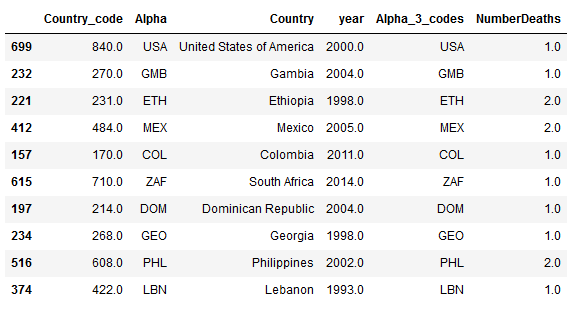 Country_code Alpha Country year Alpha_3_codes NumberDeaths
699 840.0 USA United States of America 2000.0 USA 1.0
232 270.0 GMB Gambia 2004.0 GMB 1.0
221 231.0 ETH Ethiopia 1998.0 ETH 2.0
412 484.0 MEX Mexico 2005.0 MEX 2.0
157 170.0 COL Colombia 2011.0 COL 1.0
615 710.0 ZAF South Africa 2014.0 ZAF 1.0
197 214.0 DOM Dominican Republic 2004.0 DOM 1.0
234 268.0 GEO Georgia 1998.0 GEO 1.0
516 608.0 PHL Philippines 2002.0 PHL 2.0
374 422.0 LBN Lebanon 1993.0 LBN 1.0